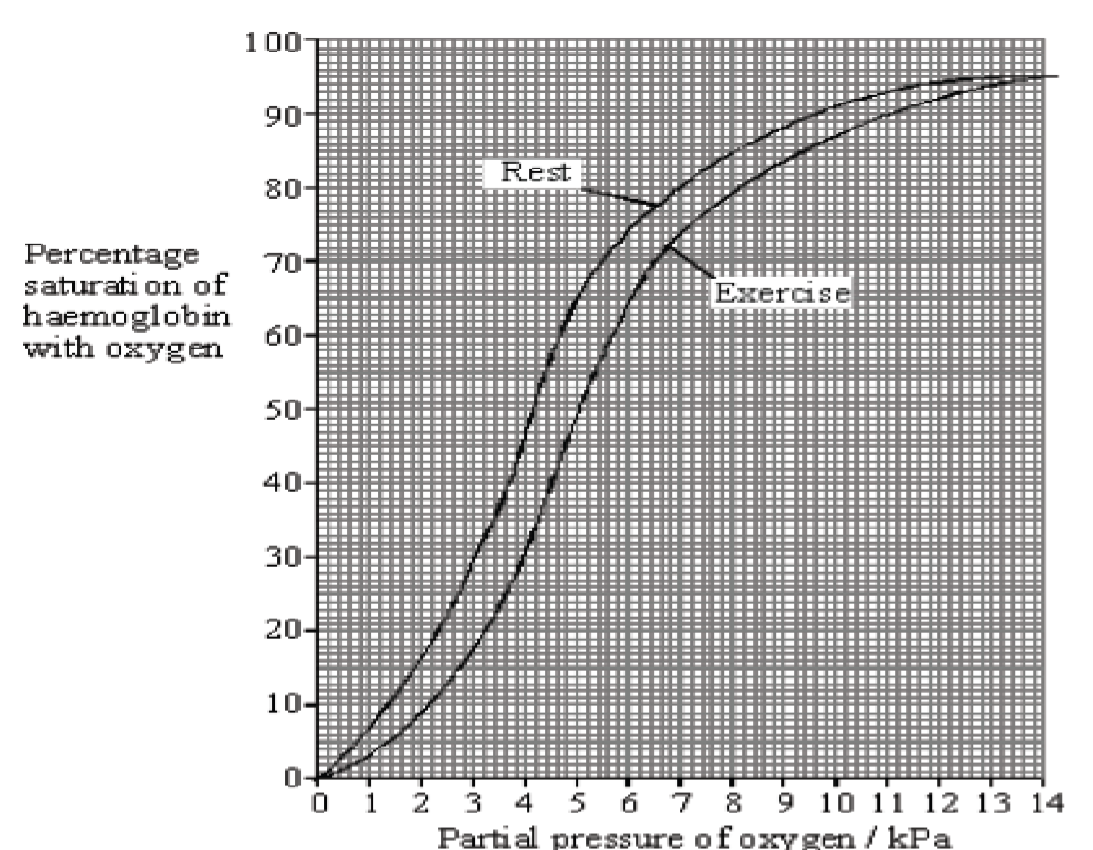 100
90
Rest
80
Percentage
saturation of
haemoglobin
with oxygen
70
Exercise
60
50
40
30
20
10
0
0 1 2 3 4 5 6 7 8 9 10 11 12 13 14
Partial pressure of oxygen / kPa